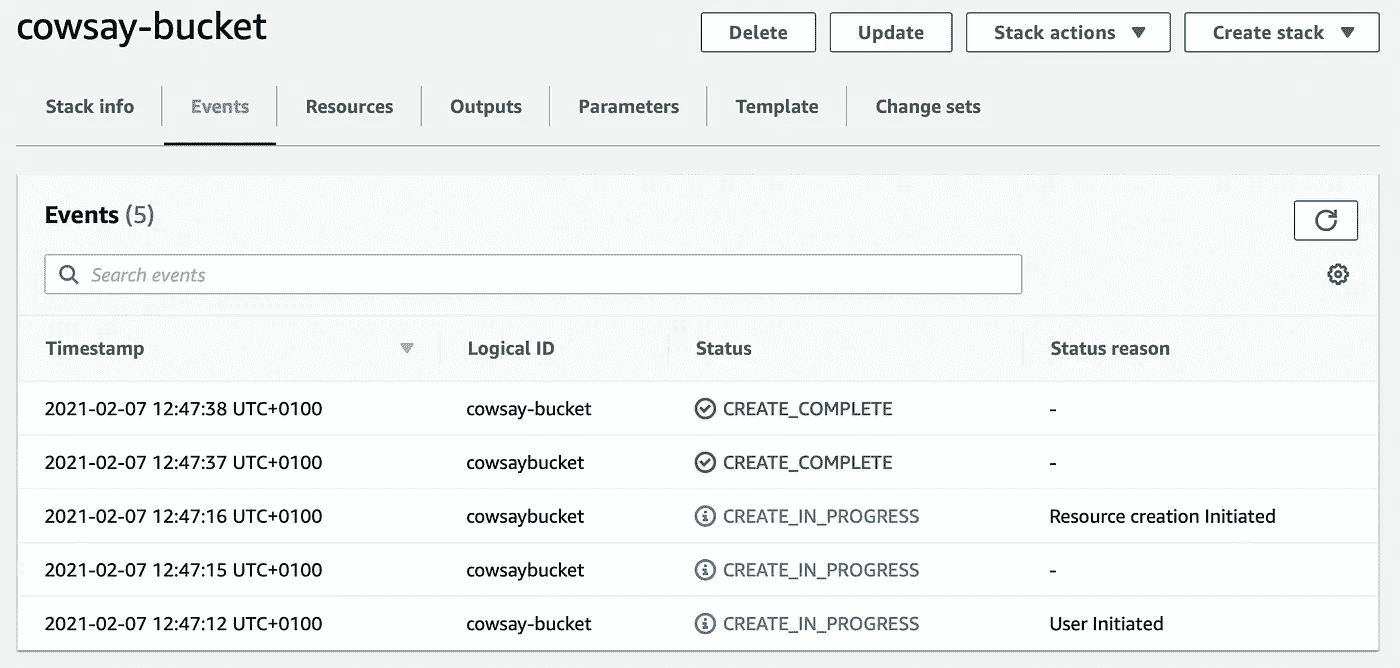 cowsay-bucket
Delete Update Stack actions Create stack
Stack info Events Resources Outputs Parameters Template Change sets
Events (5)
Search events
Timestamp Logical ID Status Status reason
2021-02-07 12:47:38 UTC+0100 cowsay-bucket CREATE_COMPLETE -
2021-02-07 12:47:37 UTC+0100 cowsaybucket CREATE_COMPLETE -
2021-02-07 12:47:16 UTC+0100 cowsaybucket CREATE_IN_PROGRESS Resource creation Initiated
2021-02-07 12:47:15 UTC+0100 cowsaybucket CREATE_IN_PROGRESS -
2021-02-07 12:47:12 UTC+0100 cowsay-bucket CREATE_IN_PROGRESS User Initiated